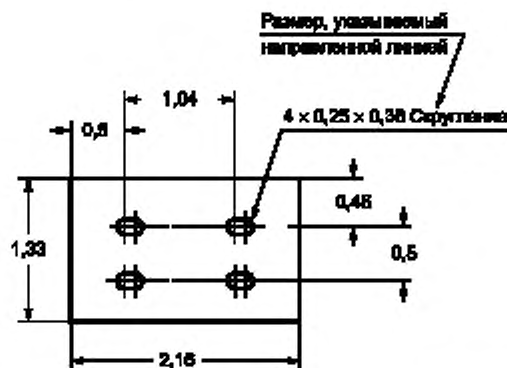 Размер, указываемый
направленной линией
1,04
0,6
4 × 0,25 × 0,38 Скругление
0,46
1,33
0,5
2,16